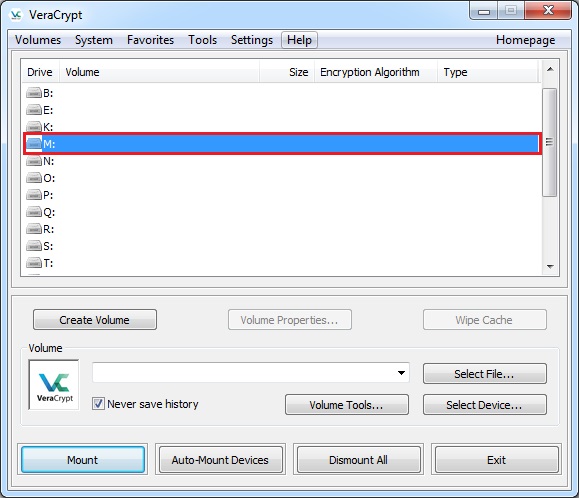 VeraCrypt
Volumes System Favorites Tools Settings Help Homepage
Drive Volume Size Encryption Algorithm Type
B:
E:
K:
M:
N:
O:
P:
Q:
R:
S:
T:
Create Volume Volume Properties... Wipe Cache
Volume
Select File...
VeraCrypt
Never save history Volume Tools... Select Device...
Mount Auto-Mount Devices Dismount All Exit